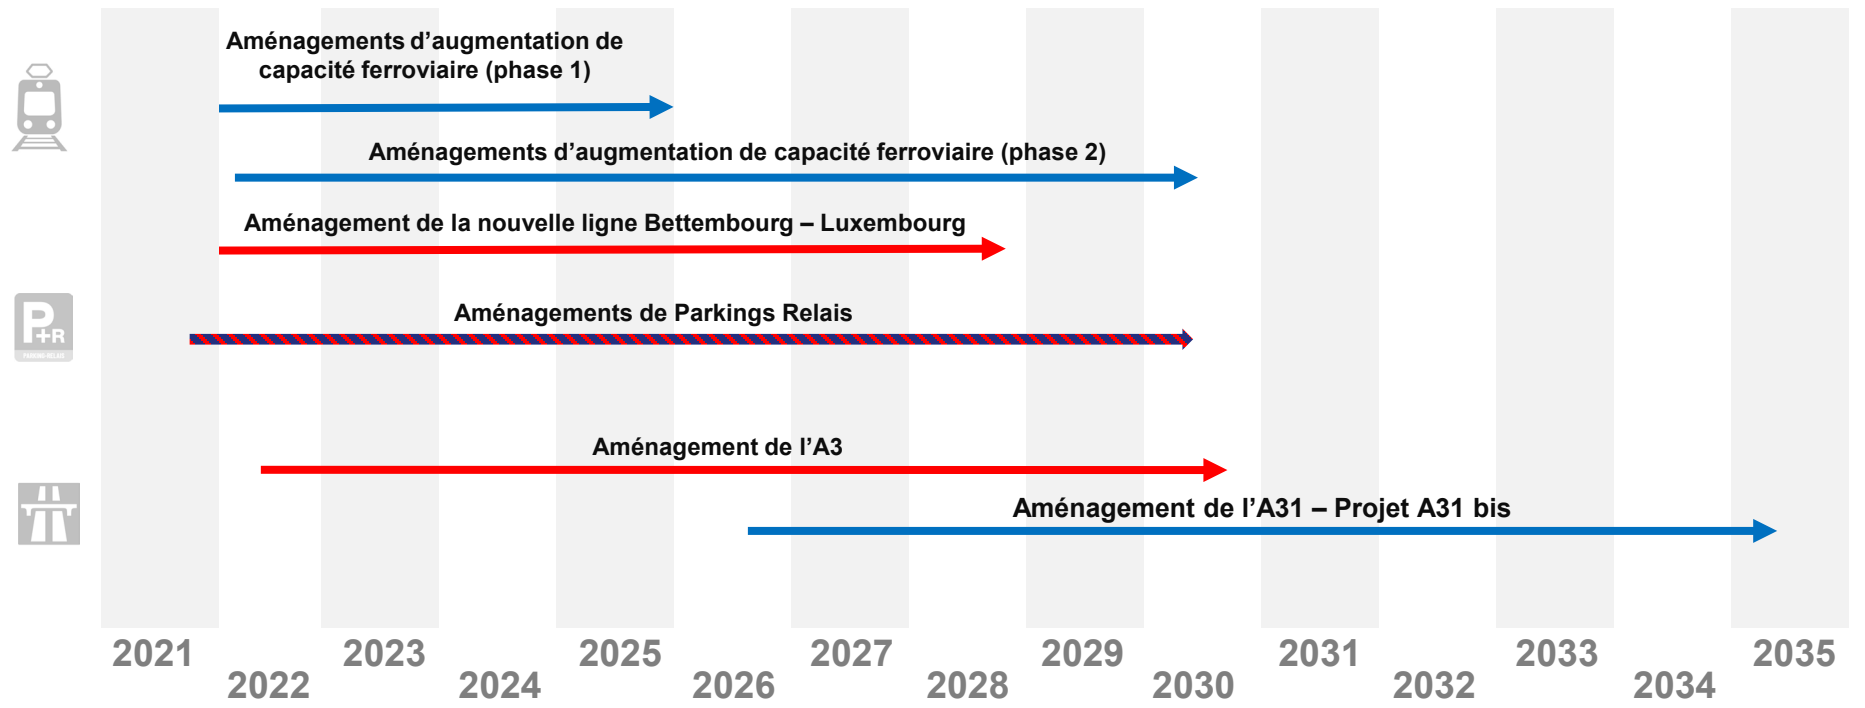 Aménagements d’augmentation de
capacité ferroviaire (phase 1)
Aménagements d’augmentation de capacité ferroviaire (phase 2)
Aménagement de la nouvelle ligne Bettembourg – Luxembourg
P+R
PARKING-RELAIS
Aménagements de Parkings Relais
Aménagement de l’A3
Aménagement de l’A31 – Projet A31 bis
2021
2022
2023
2024
2025
2026
2027
2028
2029
2030
2031
2032
2033
2034
2035